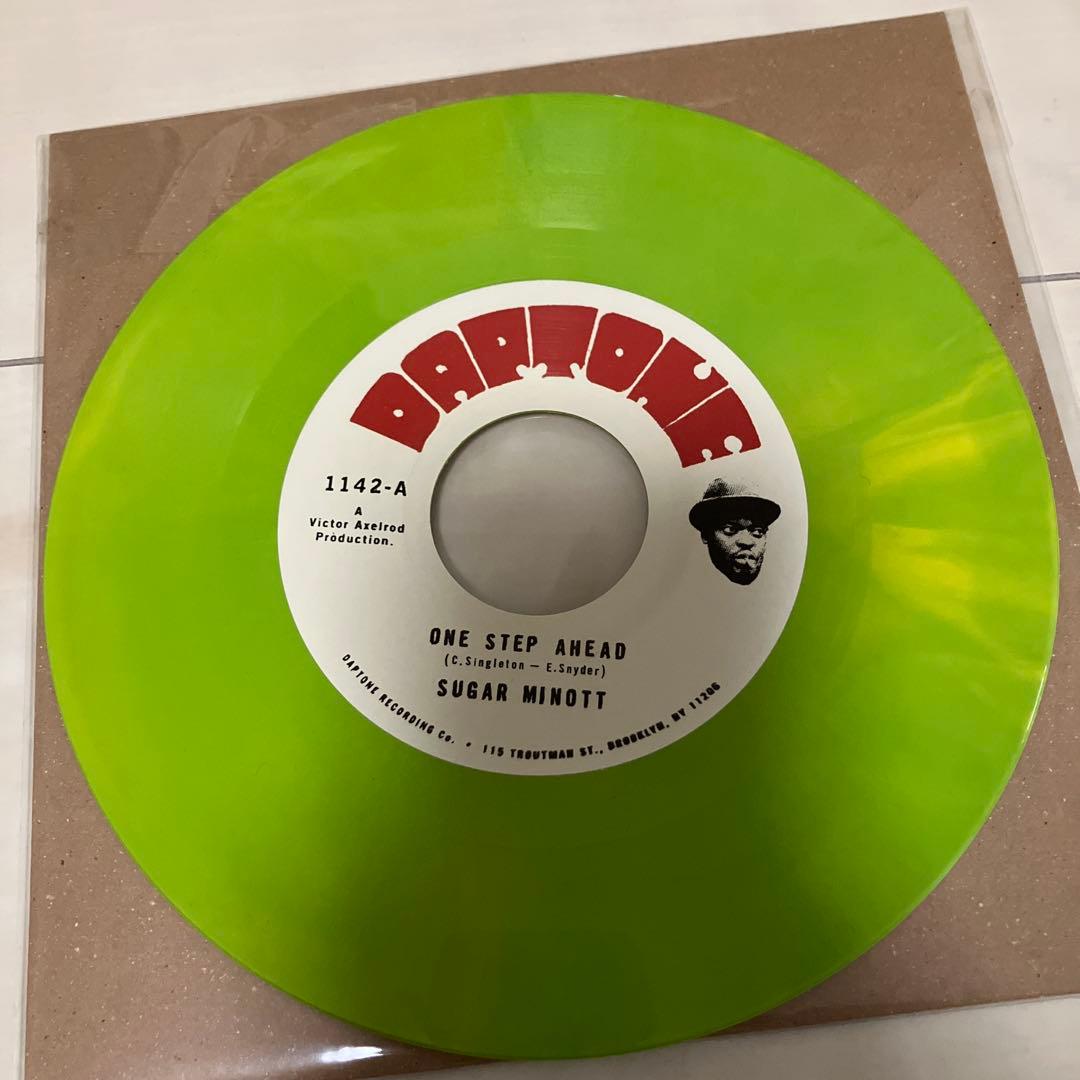 DAPTONE
1142-A
A
Victor Axelrod
Production.
ONE STEP AHEAD
(C.Singleton — E.Snyder)
SUGAR MINOTT
DAPTONE RECORDING Co. • 115 TROUTMAN ST., BROOKLYN, NY 11206